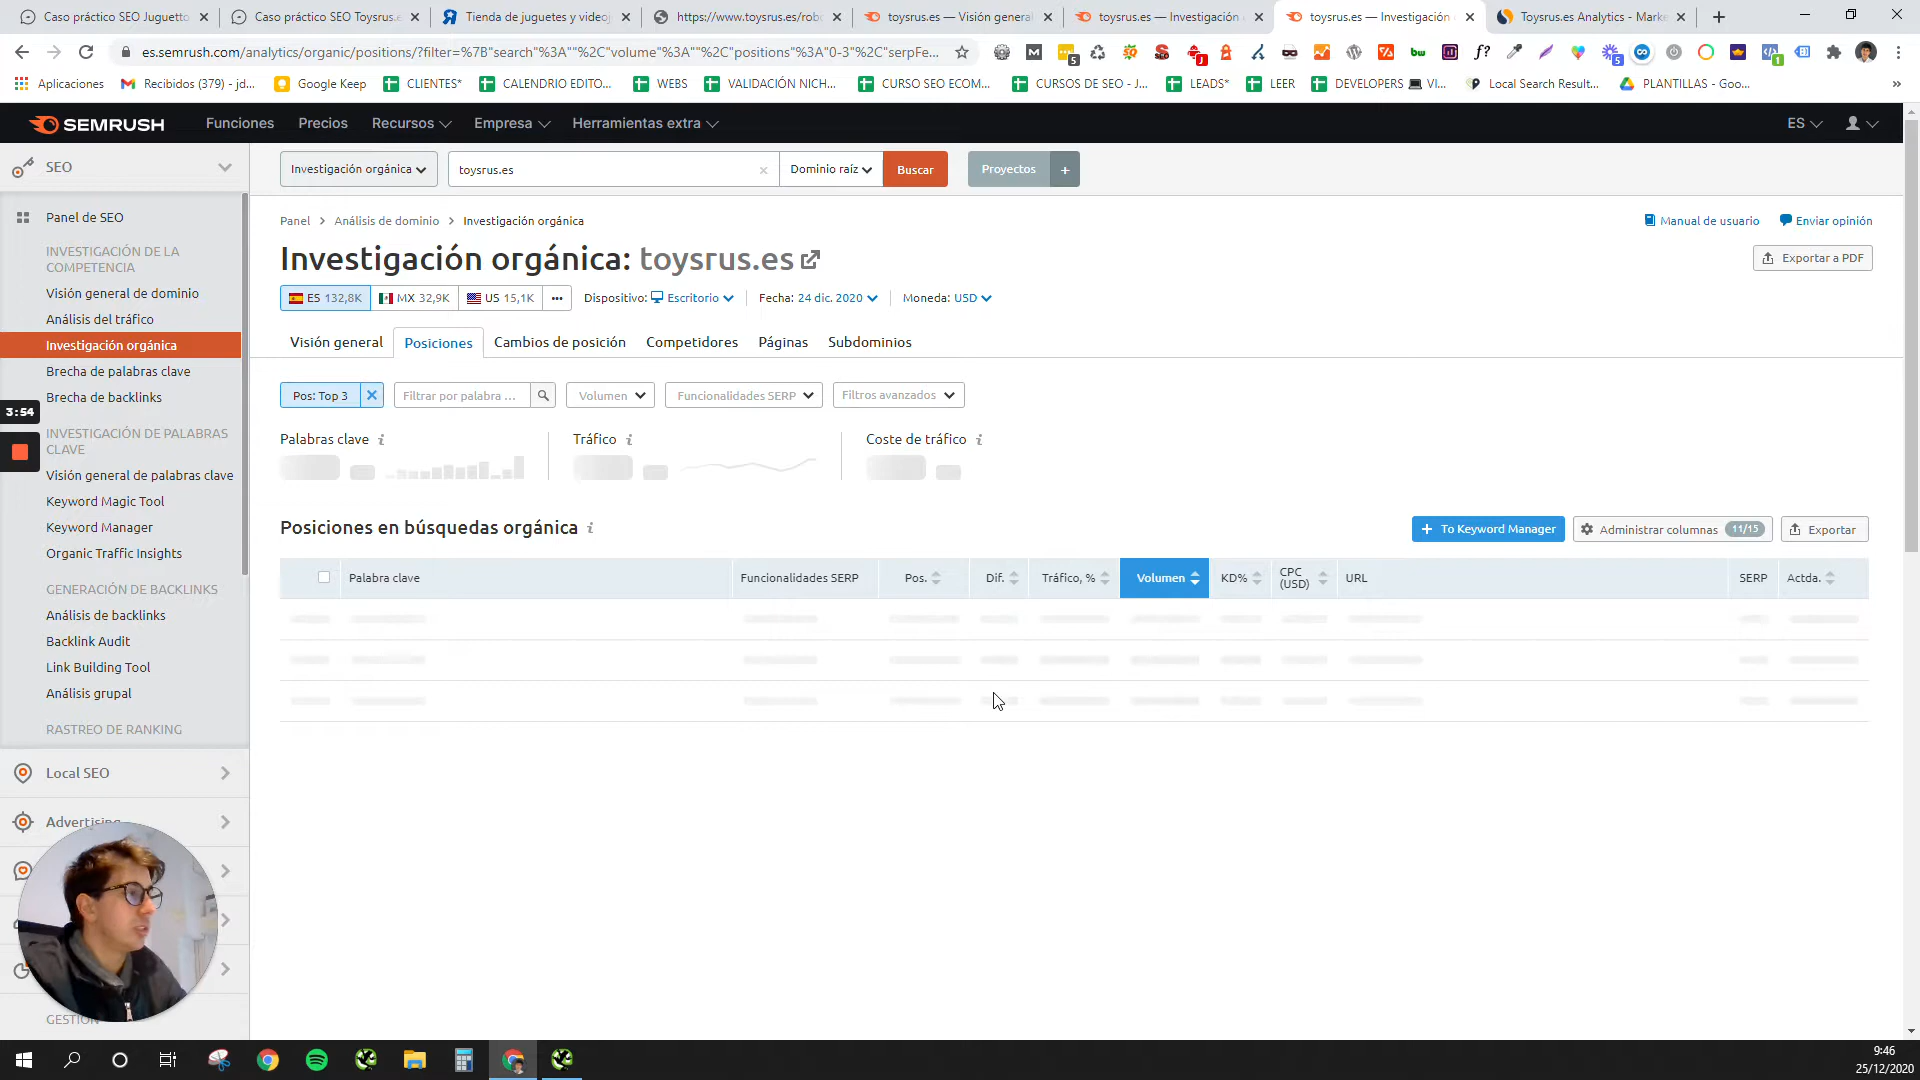 Caso práctico SEO Juguetto
Caso práctico SEO Toysrus.e
Tienda de juguetes y videoj
https://www.toysrus.es/rob
toysrus.es — Visión genera
toysrus.es — Investigación
toysrus.es — Investigación
Toysrus.es Analytics - Marke
es.semrush.com/analytics/organic/positions/?filter=%7B"search"%3A""%2C"volume"%3A""%2C"positions"%3A"0-3"%2C"serpFe...
Aplicaciones
Recibidos (379) - jd...
Google Keep
CLIENTES*
CALENDARIO EDITO...
WEBS
VALIDACIÓN NICH...
CURSO SEO ECOM...
CURSOS DE SEO - J...
LEADS*
LEER
DEVELOPERS 💻 VI...
Local Search Result...
PLANTILLAS - Goo...
SEMRUSH
Funciones
Precios
Recursos
Empresa
Herramientas extra
ES
SEO
Investigación orgánica
toysrus.es
Dominio raíz
Buscar
Proyectos
+
Panel de SEO
INVESTIGACIÓN DE LA
COMPETENCIA
Visión general de dominio
Análisis del tráfico
Investigación orgánica
Brecha de palabras clave
Brecha de backlinks
3:54
INVESTIGACIÓN DE PALABRAS
CLAVE
Visión general de palabras clave
Keyword Magic Tool
Keyword Manager
Organic Traffic Insights
GENERACIÓN DE BACKLINKS
Análisis de backlinks
Backlink Audit
Link Building Tool
Análisis grupal
RASTREO DE RANKING
Local SEO
Advertising
GESTIÓN
Panel > Análisis de dominio > Investigación orgánica
Manual de usuario
Enviar opinión
Investigación orgánica: toysrus.es
Exportar a PDF
ES 132,8K
MX 32,9K
US 15,1K
...
Dispositivo: Escritorio
Fecha: 24 dic. 2020
Moneda: USD
Visión general
Posiciones
Cambios de posición
Competidores
Páginas
Subdominios
Pos: Top 3
Filtrar por palabra ...
Volumen
Funcionalidades SERP
Filtros avanzados
Palabras clave i
Tráfico i
Coste de tráfico i
Posiciones en búsquedas orgánica i
+ To Keyword Manager
Administrar columnas 11/15
Exportar
Palabra clave
Funcionalidades SERP
Pos.
Dif.
Tráfico, %
Volumen
KD%
CPC
(USD)
URL
SERP
Actda.
9:46
25/12/2020